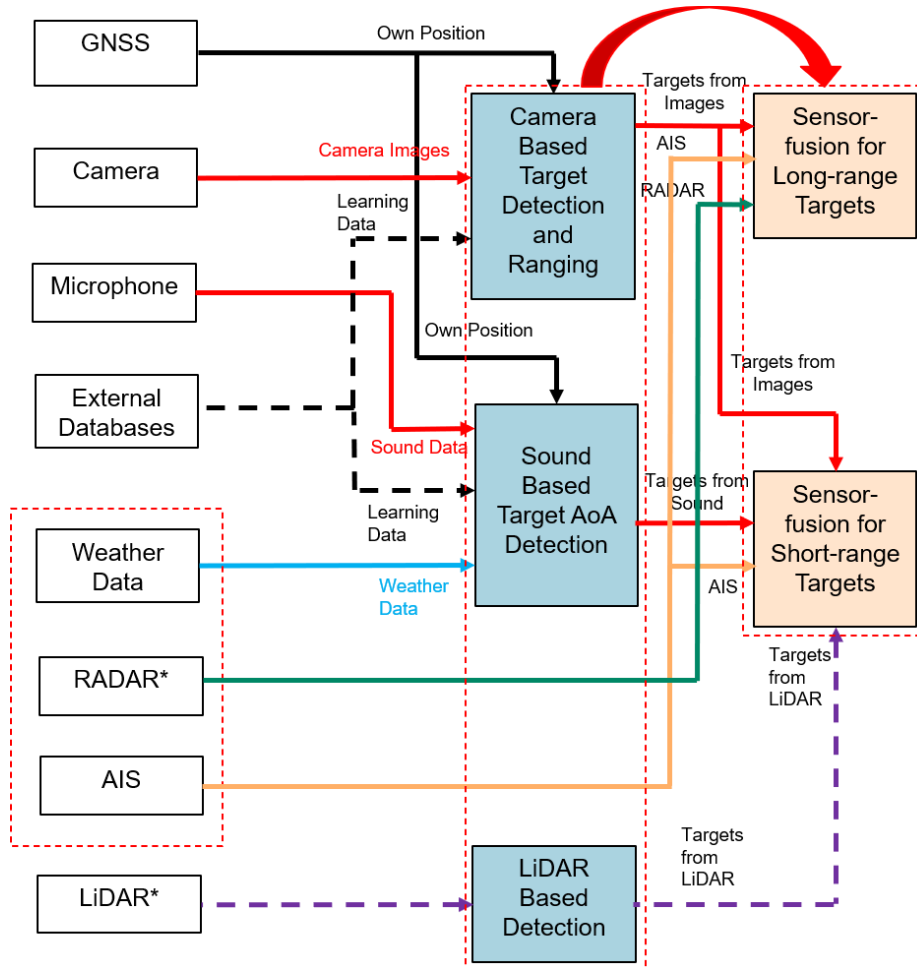 GNSS
Own Position
Camera
Camera Images
Learning
Data
Microphone
External
Databases
Sound Data
Learning
Data
Weather
Data
Weather
Data
RADAR*
AIS
LiDAR*
Camera
Based
Target
Detection
and
Ranging
Own Position
Sound
Based
Target AoA
Detection
LiDAR
Based
Detection
Targets from
Images
AIS
RADAR
Sensor-
fusion for
Long-range
Targets
Targets from
Images
Targets from
Sound
AIS
Sensor-
fusion for
Short-range
Targets
Targets
from
LiDAR
Targets
from
LiDAR